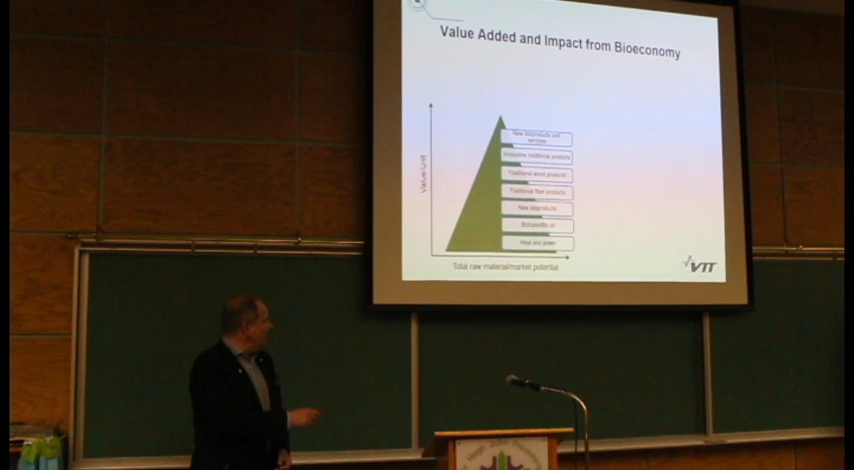 Value Added and Impact from Bioeconomy
Value/unit
New bioproducts and
services
Innovative traditional products
Traditional wood products
Traditional fiber products
New bioproducts
Biofuels/Bio oil
Heat and power
Total raw material/market potential
VTT